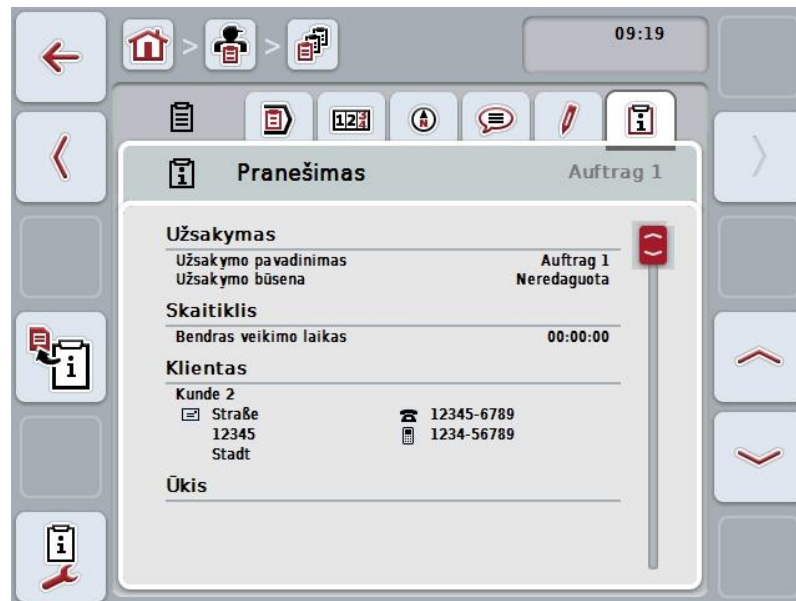 09:19
Pranešimas Auftrag 1
Užsakymas
Užsakymo pavadinimas Auftrag 1
Užsakymo būsena Neredaguota
Skaitiklis
Bendras veikimo laikas 00:00:00
Klientas
Kunde 2
Straße 12345-6789
12345 1234-56789
Stadt
Ūkis